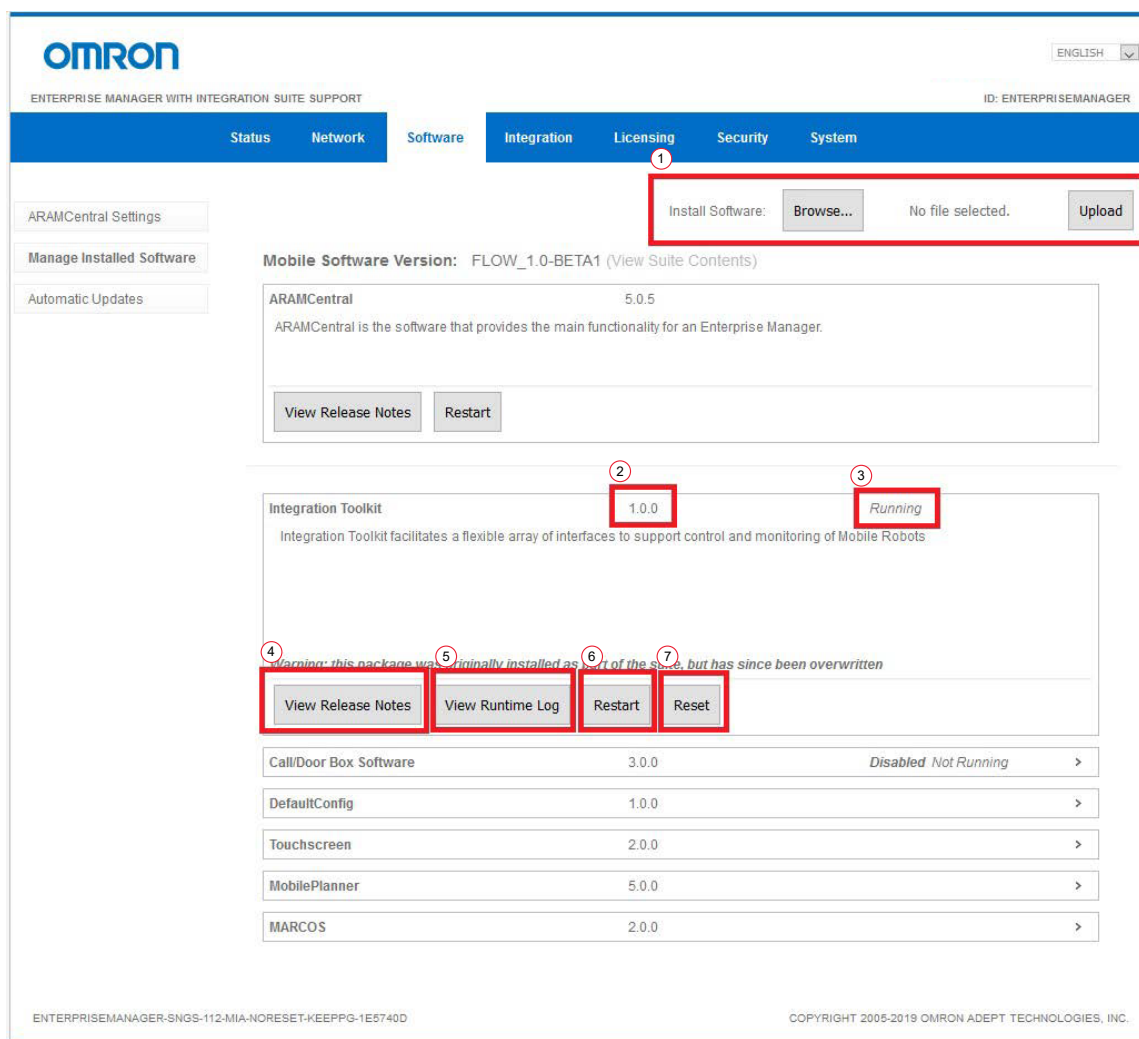 OMRON
ENGLISH
ENTERPRISE MANAGER WITH INTEGRATION SUITE SUPPORT
ID: ENTERPRISEMANAGER
Status Network Software Integration Licensing Security System
1
Install Software: Browse... No file selected. Upload
ARAMCentral Settings
Manage Installed Software
Automatic Updates
Mobile Software Version: FLOW_1.0-BETA1 (View Suite Contents)
ARAMCentral 5.0.5
ARAMCentral is the software that provides the main functionality for an Enterprise Manager.
View Release Notes Restart
2 3
Integration Toolkit 1.0.0 Running
Integration Toolkit facilitates a flexible array of interfaces to support control and monitoring of Mobile Robots
4 5 6 7
Warning: this package was originally installed as part of the suite, but has since been overwritten
View Release Notes View Runtime Log Restart Reset
Call/Door Box Software 3.0.0 Disabled Not Running >
DefaultConfig 1.0.0 >
Touchscreen 2.0.0 >
MobilePlanner 5.0.0 >
MARCOS 2.0.0 >
ENTERPRISEMANAGER-SNGS-112-MIA-NORESET-KEEPPG-1E5740D
COPYRIGHT 2005-2019 OMRON ADEPT TECHNOLOGIES, INC.